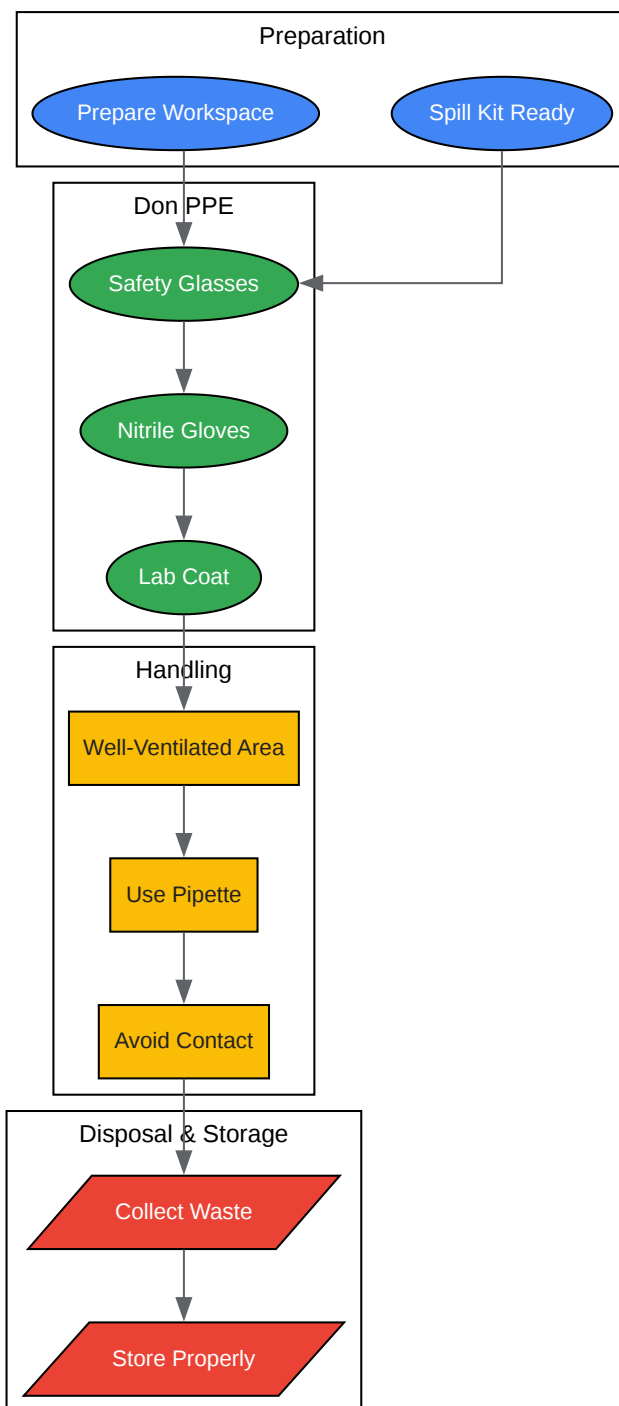 Preparation
Prepare Workspace
Spill Kit Ready
Don PPE
Safety Glasses
Nitrile Gloves
Lab Coat
Handling
Well-Ventilated Area
Use Pipette
Avoid Contact
Disposal & Storage
Collect Waste
Store Properly